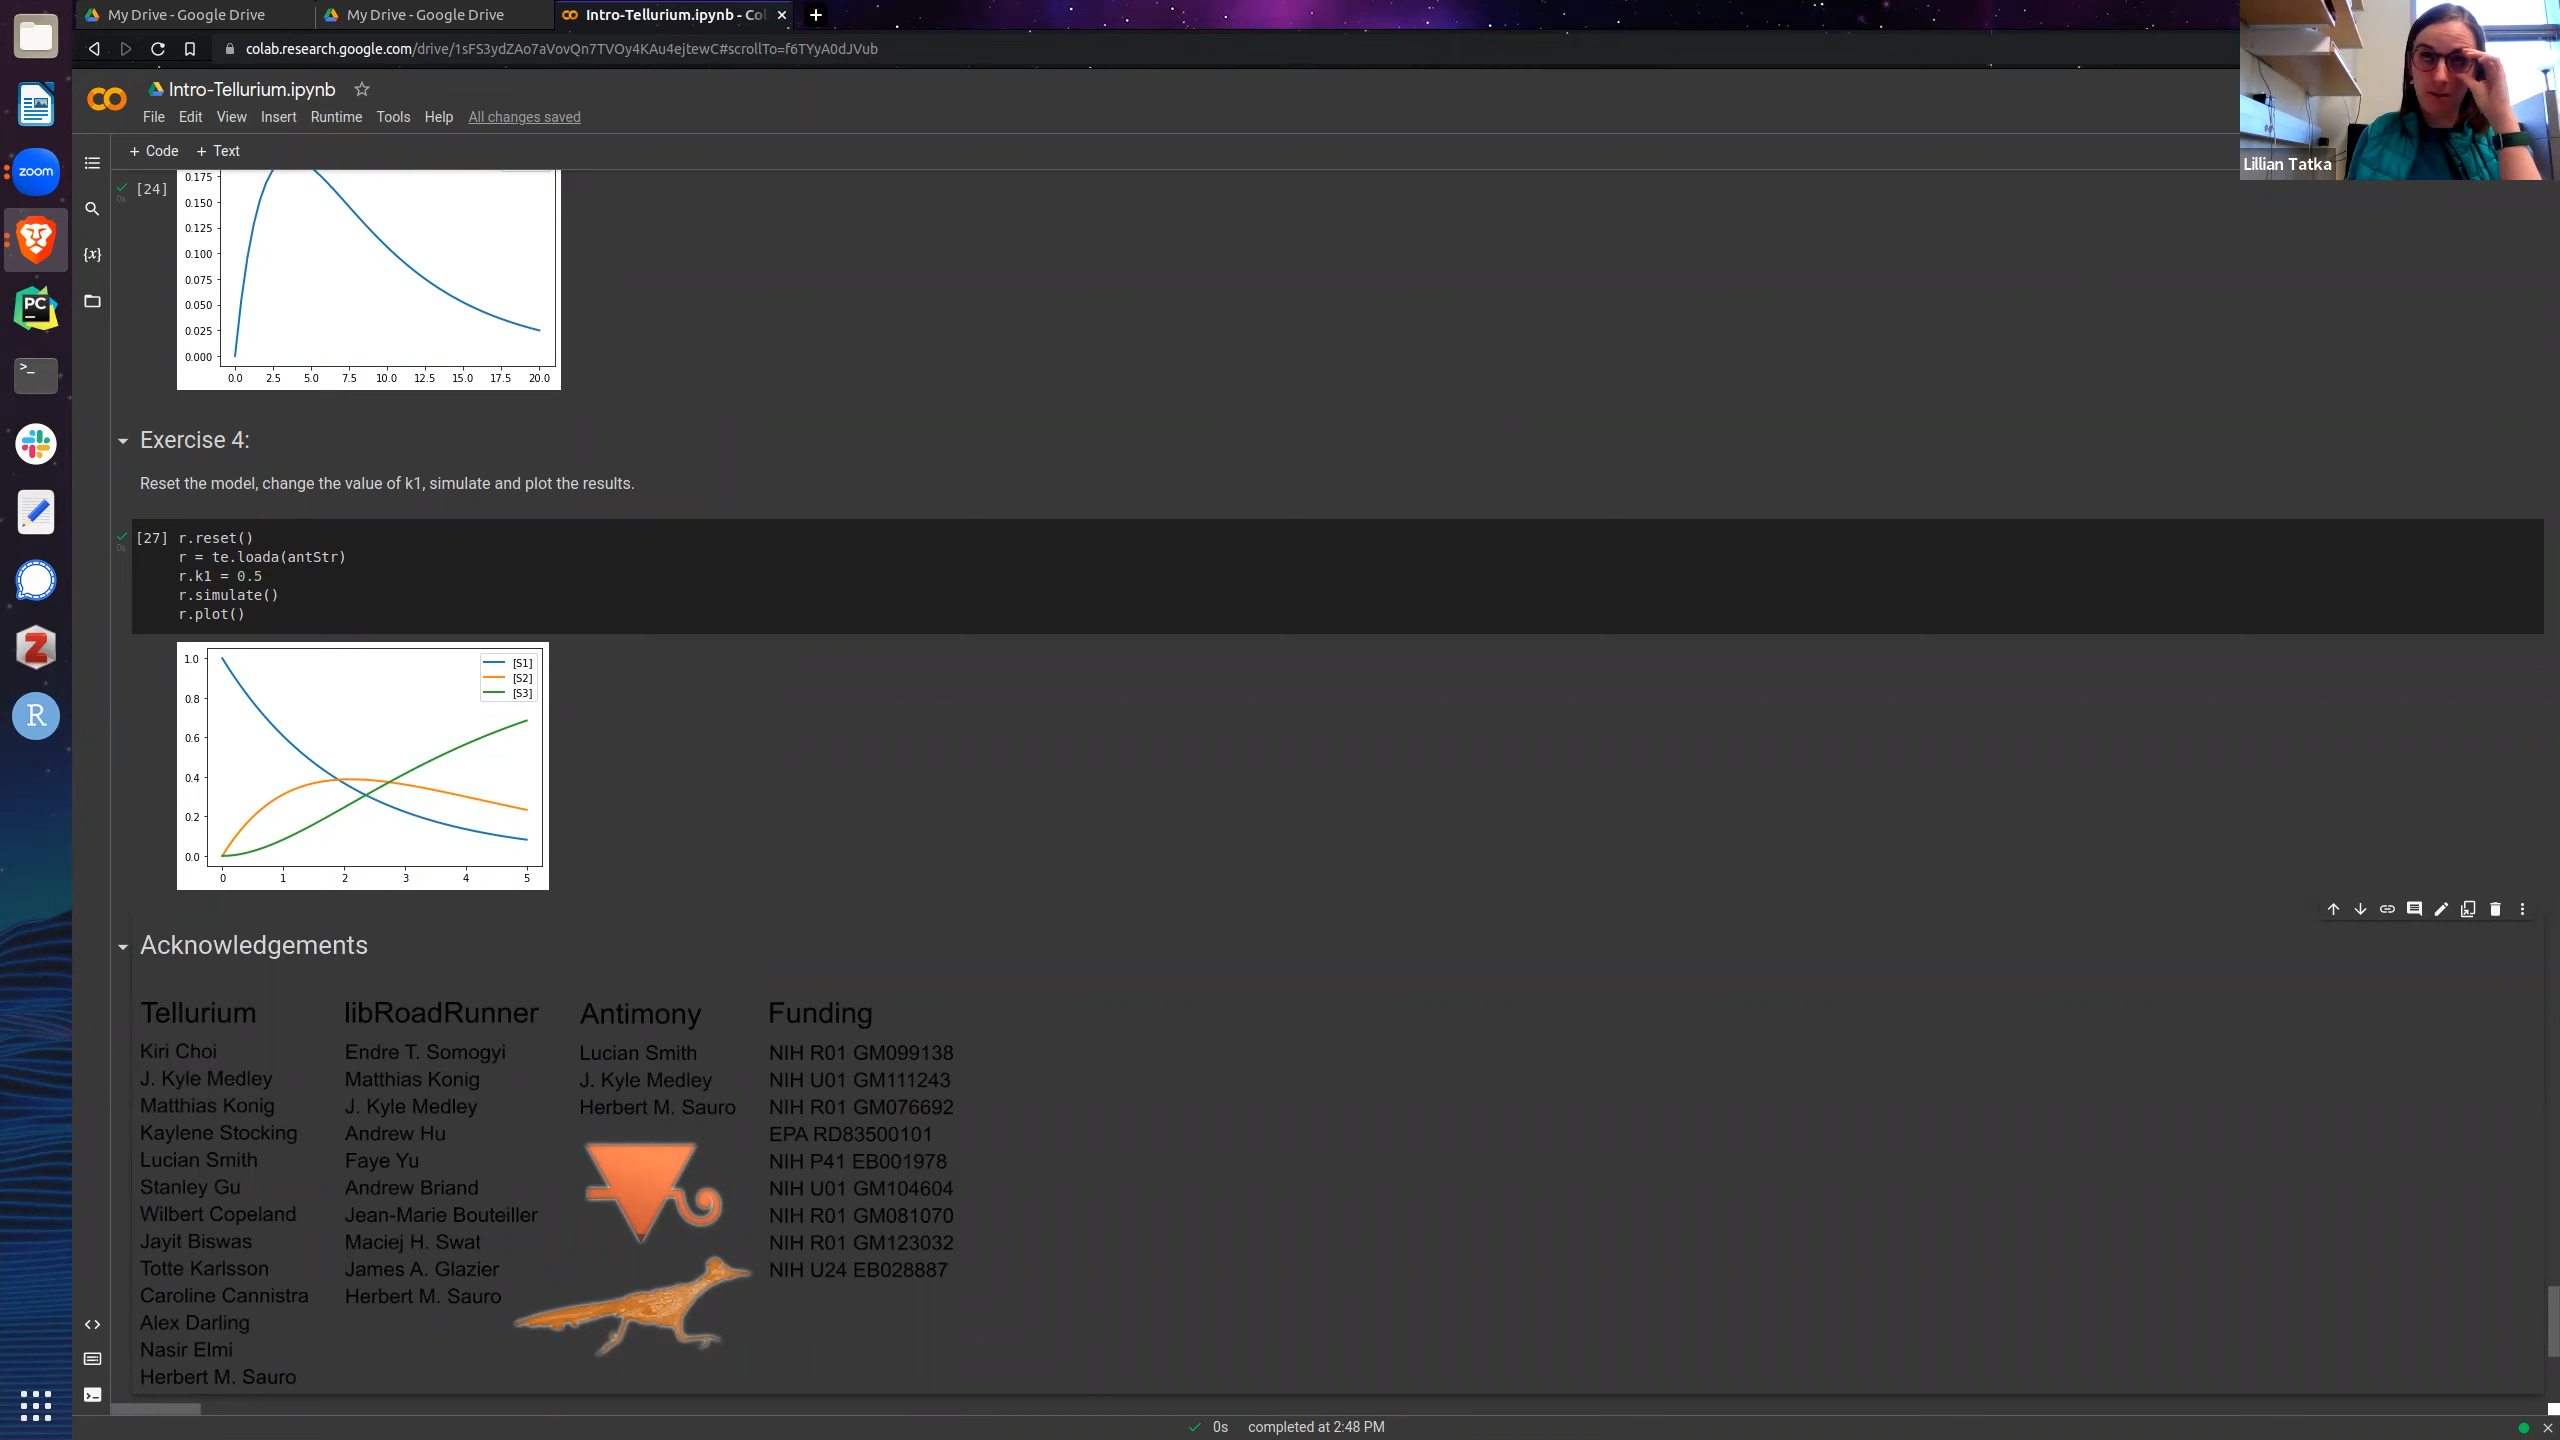 My Drive - Google Drive
My Drive - Google Drive
Intro-Tellurium.ipynb - Col
colab.research.google.com/drive/1sFS3ydZAo7aVovQn7TVOy4KAu4ejtewC#scrollTo=f6TYyA0dJVub
Intro-Tellurium.ipynb
File Edit View Insert Runtime Tools Help All changes saved
+ Code + Text
Lillian Tatka
zoom
PC
Z
R
{x}
[24]
0s
0.175
0.150
0.125
0.100
0.075
0.050
0.025
0.000
0.0 2.5 5.0 7.5 10.0 12.5 15.0 17.5 20.0
Exercise 4:
Reset the model, change the value of k1, simulate and plot the results.
[27]
0s
r.reset()
r = te.loada(antStr)
r.k1 = 0.5
r.simulate()
r.plot()
1.0
0.8
0.6
0.4
0.2
0.0
0 1 2 3 4 5
[S1]
[S2]
[S3]
Acknowledgements
Tellurium
Kiri Choi
J. Kyle Medley
Matthias Konig
Kaylene Stocking
Lucian Smith
Stanley Gu
Wilbert Copeland
Jayit Biswas
Totte Karlsson
Caroline Cannistra
Alex Darling
Nasir Elmi
Herbert M. Sauro
libRoadRunner
Endre T. Somogyi
Matthias Konig
J. Kyle Medley
Andrew Hu
Faye Yu
Andrew Briand
Jean-Marie Bouteiller
Maciej H. Swat
James A. Glazier
Herbert M. Sauro
Antimony
Lucian Smith
J. Kyle Medley
Herbert M. Sauro
Funding
NIH R01 GM099138
NIH U01 GM111243
NIH R01 GM076692
EPA RD83500101
NIH P41 EB001978
NIH U01 GM104604
NIH R01 GM081070
NIH R01 GM123032
NIH U24 EB028887
0s completed at 2:48 PM